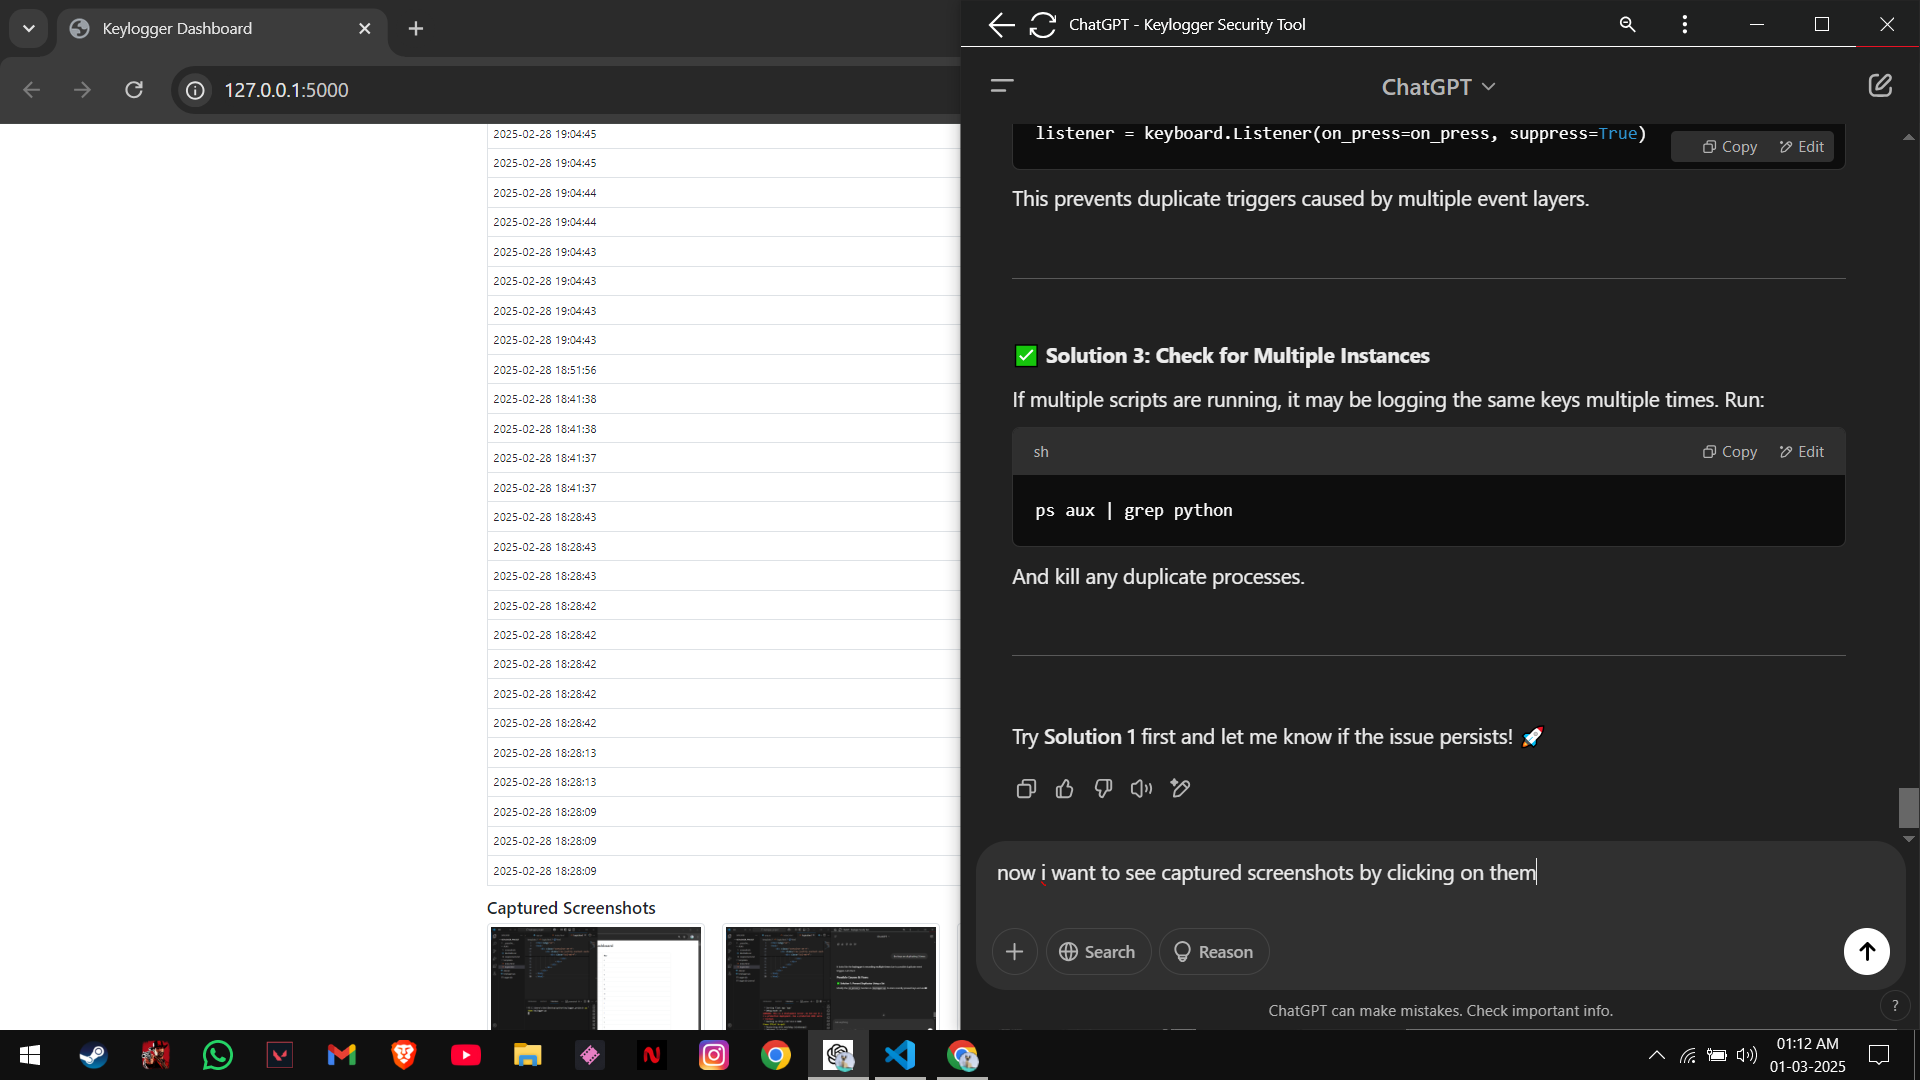 Keylogger Dashboard
127.0.0.1:5000
2025-02-28 19:04:45
2025-02-28 19:04:45
2025-02-28 19:04:44
2025-02-28 19:04:44
2025-02-28 19:04:43
2025-02-28 19:04:43
2025-02-28 19:04:43
2025-02-28 19:04:43
2025-02-28 18:51:56
2025-02-28 18:41:38
2025-02-28 18:41:38
2025-02-28 18:41:37
2025-02-28 18:41:37
2025-02-28 18:28:43
2025-02-28 18:28:43
2025-02-28 18:28:43
2025-02-28 18:28:42
2025-02-28 18:28:42
2025-02-28 18:28:42
2025-02-28 18:28:42
2025-02-28 18:28:42
2025-02-28 18:28:13
2025-02-28 18:28:13
2025-02-28 18:28:09
2025-02-28 18:28:09
2025-02-28 18:28:09
Captured Screenshots
ChatGPT - Keylogger Security Tool
ChatGPT
listener = keyboard.Listener(on_press=on_press, suppress=True)
Copy Edit
This prevents duplicate triggers caused by multiple event layers.
✅ Solution 3: Check for Multiple Instances
If multiple scripts are running, it may be logging the same keys multiple times. Run:
sh
Copy Edit
ps aux | grep python
And kill any duplicate processes.
Try Solution 1 first and let me know if the issue persists! 🚀
now i want to see captured screenshots by clicking on them
Search
Reason
ChatGPT can make mistakes. Check important info.
?
01:12 AM
01-03-2025